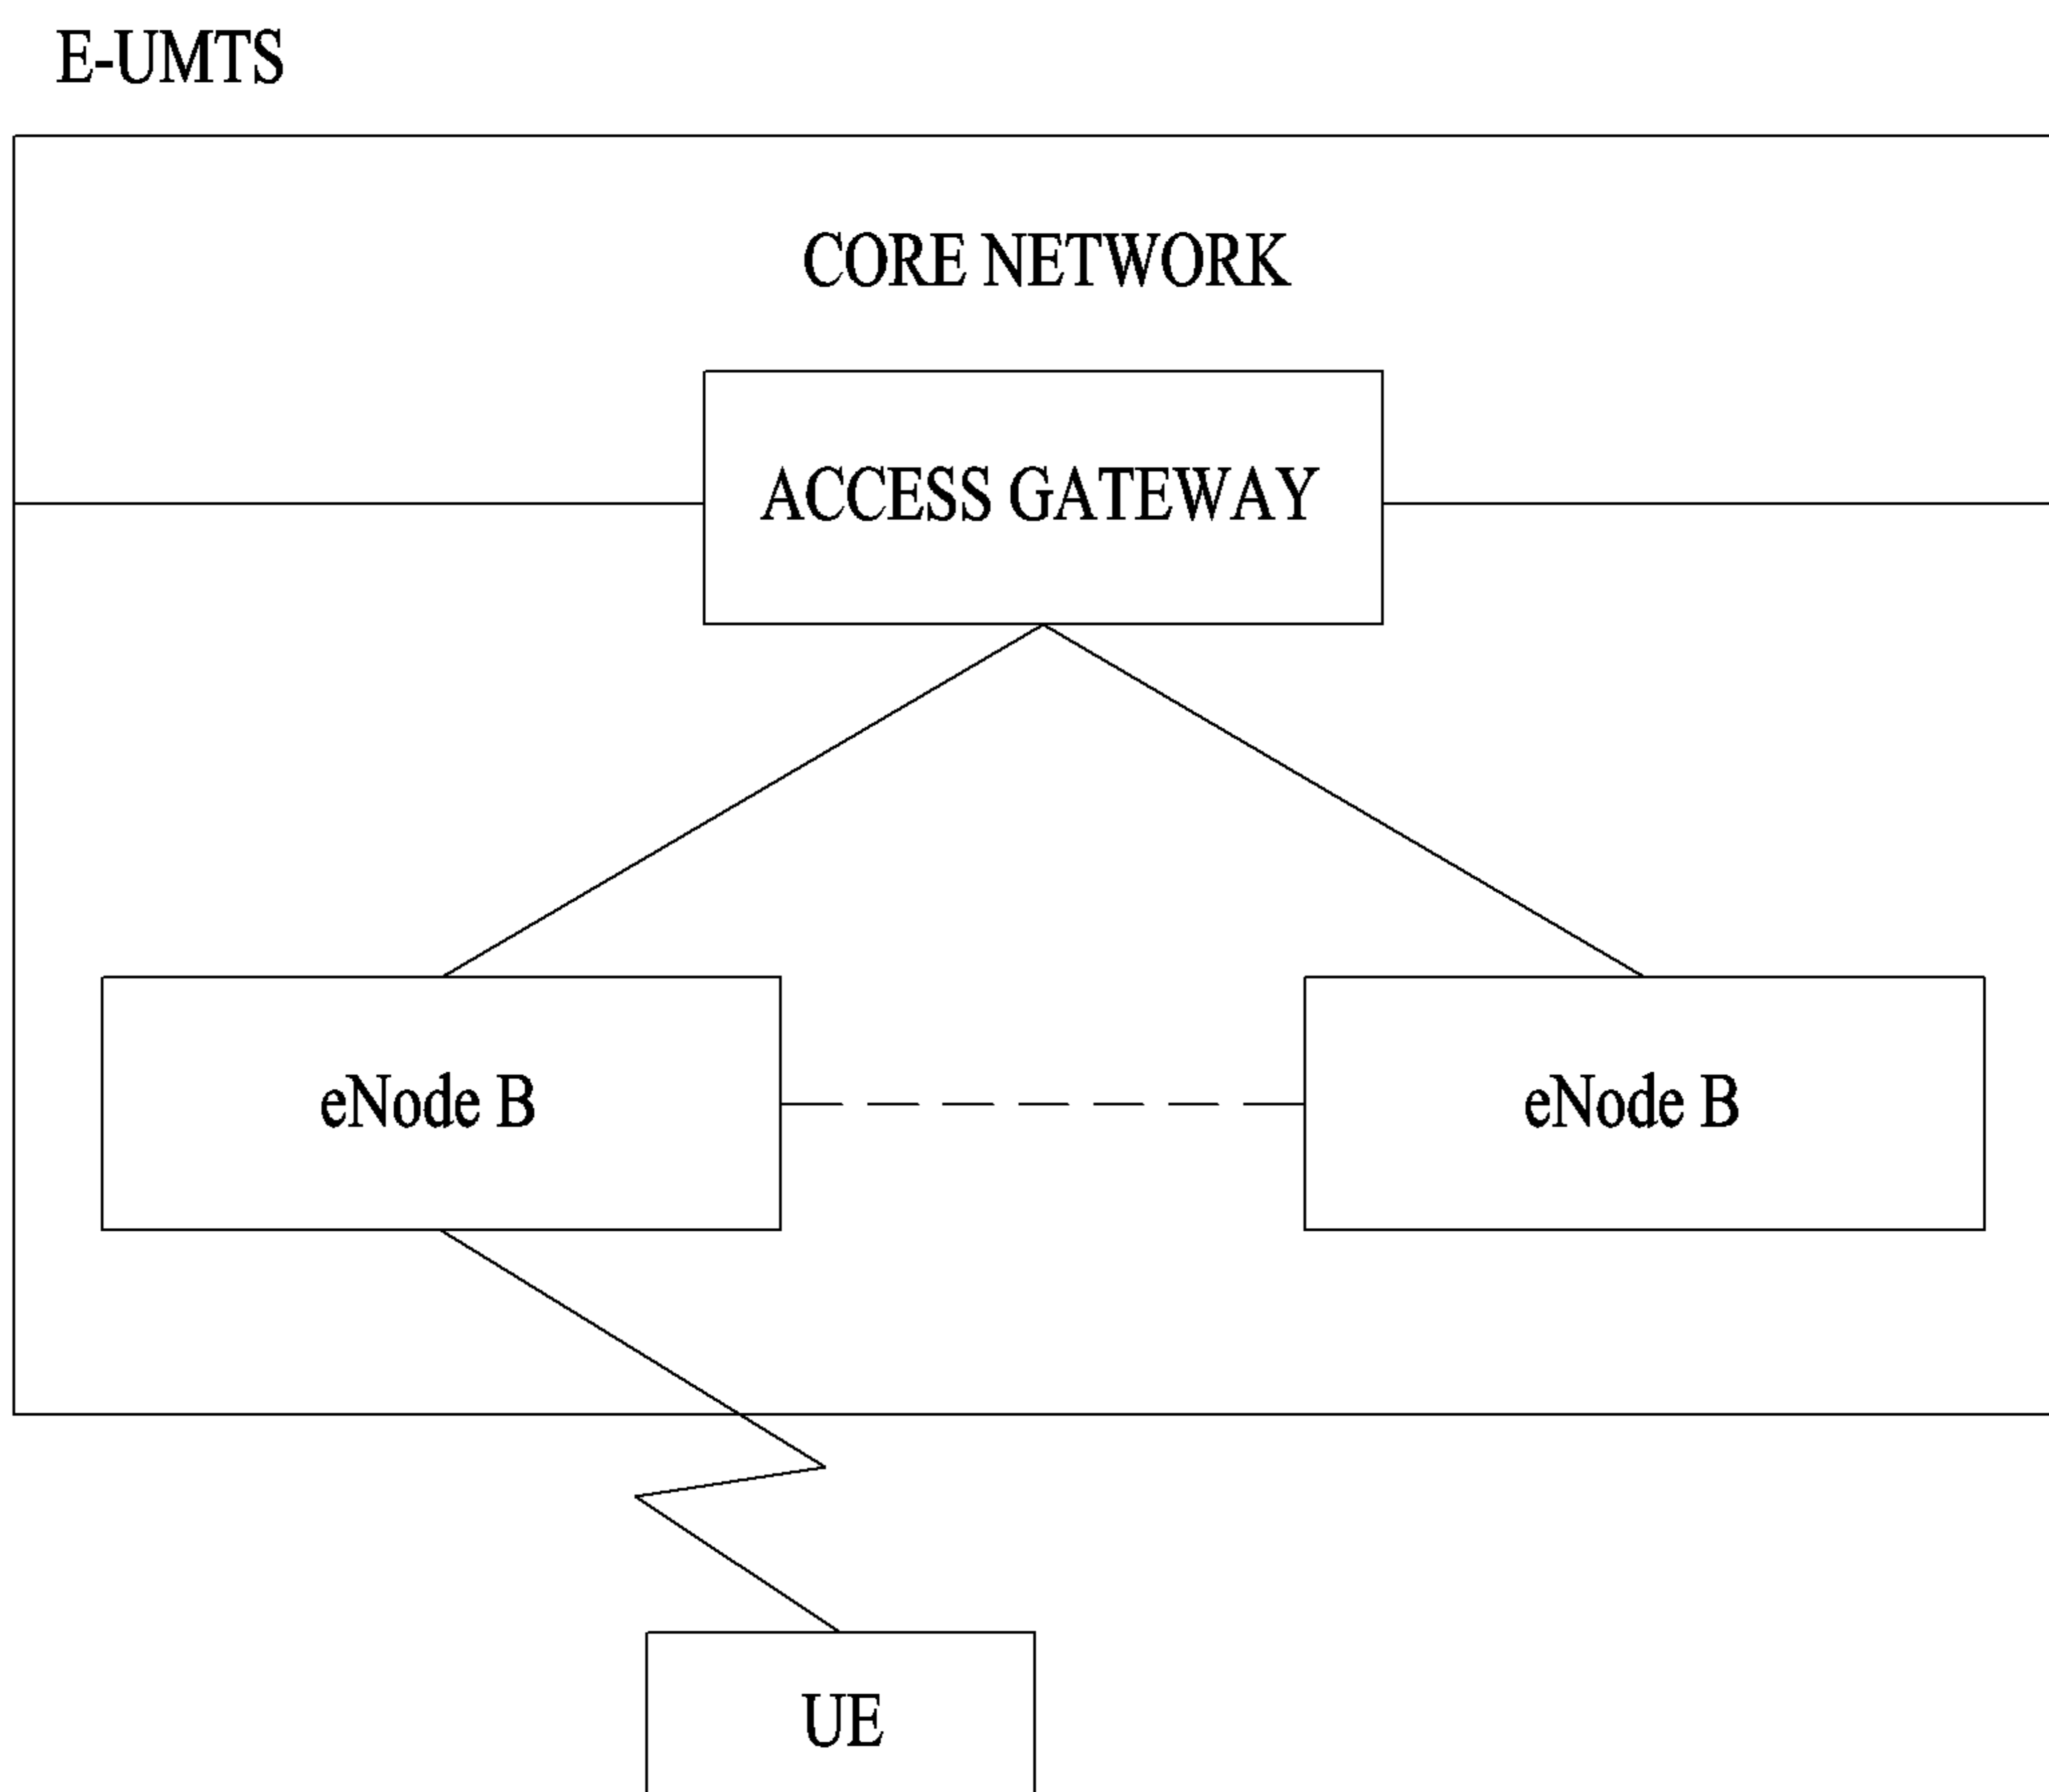 E-UMTS
CORE NETWORK
ACCESS GATEWAY
eNode B
eNode B
UE